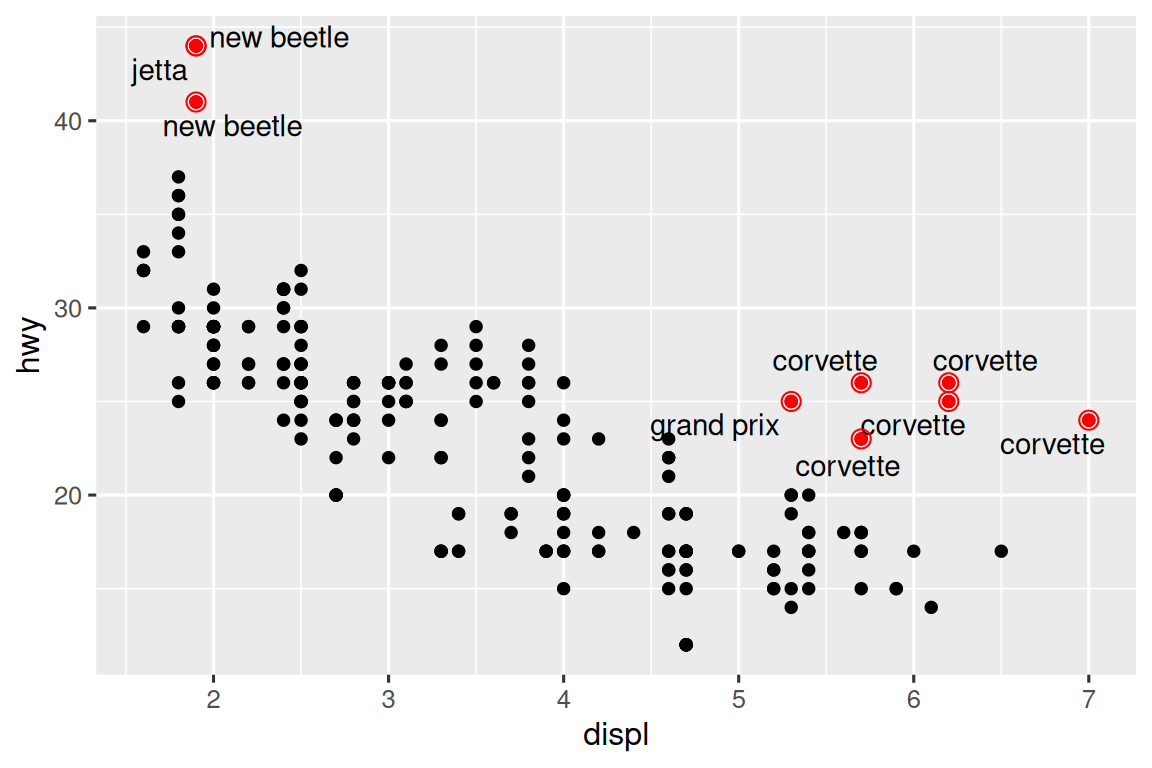 new beetle
jetta
40
new beetle
30
hwy
corvette
corvette
grand prix
corvette
corvette
corvette
20
2
3
4
5
6
7
displ